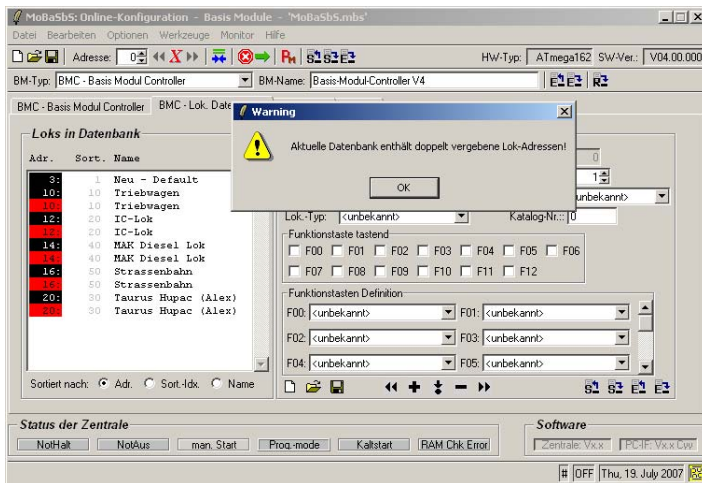 MoBaSbS: Online-Konfiguration - Basis Module - 'MoBaSbS.mbs'
Datei Bearbeiten Optionen Werkzeuge Monitor Hilfe
Adresse: 0 X HW-Typ: ATmega162 SW-Ver.: V04.00.000
BM-Typ: BMC - Basis Modul Controller BM-Name: Basis-Modul-Controller V4
BMC - Basis Modul Controller BMC - Lok. Date
Warning
Aktuelle Datenbank enthält doppelt vergebene Lok-Adressen!
OK
Loks in Datenbank
Adr. Sort. Name
3: 1 Neu - Default
10: 10 Triebwagen
10: 10 Triebwagen
12: 20 IC-Lok
12: 20 IC-Lok
14: 40 MAK Diesel Lok
14: 40 MAK Diesel Lok
16: 50 Strassenbahn
16: 50 Strassenbahn
20: 30 Taurus Hupac (Alex)
20: 30 Taurus Hupac (Alex)
Sortiert nach: Adr. Sort.-Idx. Name
0
1
unbekannt>
Lok.-Typ: <unbekannt> Katalog-Nr.:: 0
Funktionstaste tastend
F00 F01 F02 F03 F04 F05 F06
F07 F08 F09 F10 F11 F12
Funktionstasten Definition
F00: <unbekannt> F01: <unbekannt>
F02: <unbekannt> F03: <unbekannt>
F04: <unbekannt> F05: <unbekannt>
Status der Zentrale
NotHalt NotAus man. Start Prog.-mode Kaltstart RAM Chk Error
Software
Zentrale: Vx.x PC-IF: Vx.x Cvv
# OFF Thu, 19. July 2007